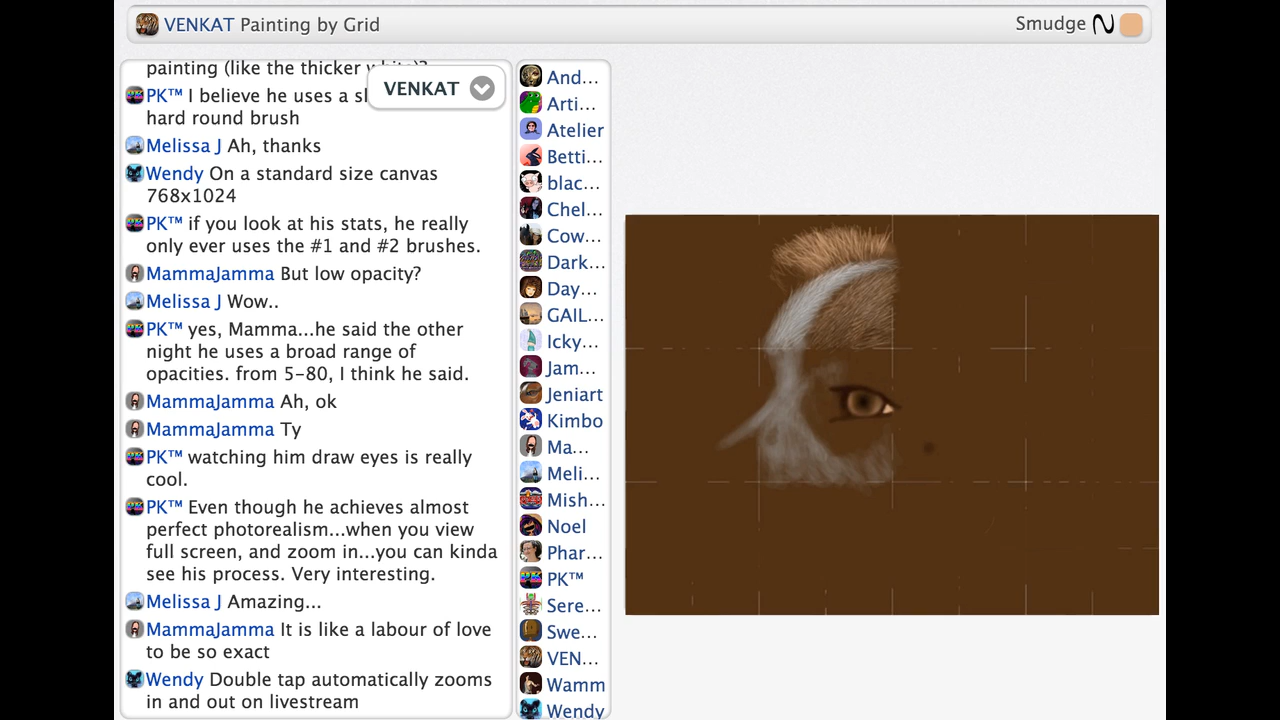 VENKAT Painting by Grid
Smudge
painting (like the thicker white)?
VENKAT
PK™ I believe he uses a
hard round brush
Melissa J Ah, thanks
Wendy On a standard size canvas
768x1024
PK™ if you look at his stats, he really
only ever uses the #1 and #2 brushes.
MammaJamma But low opacity?
Melissa J Wow..
PK™ yes, Mamma...he said the other
night he uses a broad range of
opacities. from 5-80, I think he said.
MammaJamma Ah, ok
MammaJamma Ty
PK™ watching him draw eyes is really
cool.
PK™ Even though he achieves almost
perfect photorealism...when you view
full screen, and zoom in...you can kinda
see his process. Very interesting.
Melissa J Amazing...
MammaJamma It is like a labour of love
to be so exact
Wendy Double tap automatically zooms
in and out on livestream
And...
Arti...
Atelier
Betti...
blac...
Chel...
Cow...
Dark...
Day...
GAIL...
Icky...
Jam...
Jeniart
Kimbo
Ma...
Meli...
Mish...
Noel
Phar...
PK™
Sere...
Swe...
VEN...
Wamm
Wendy